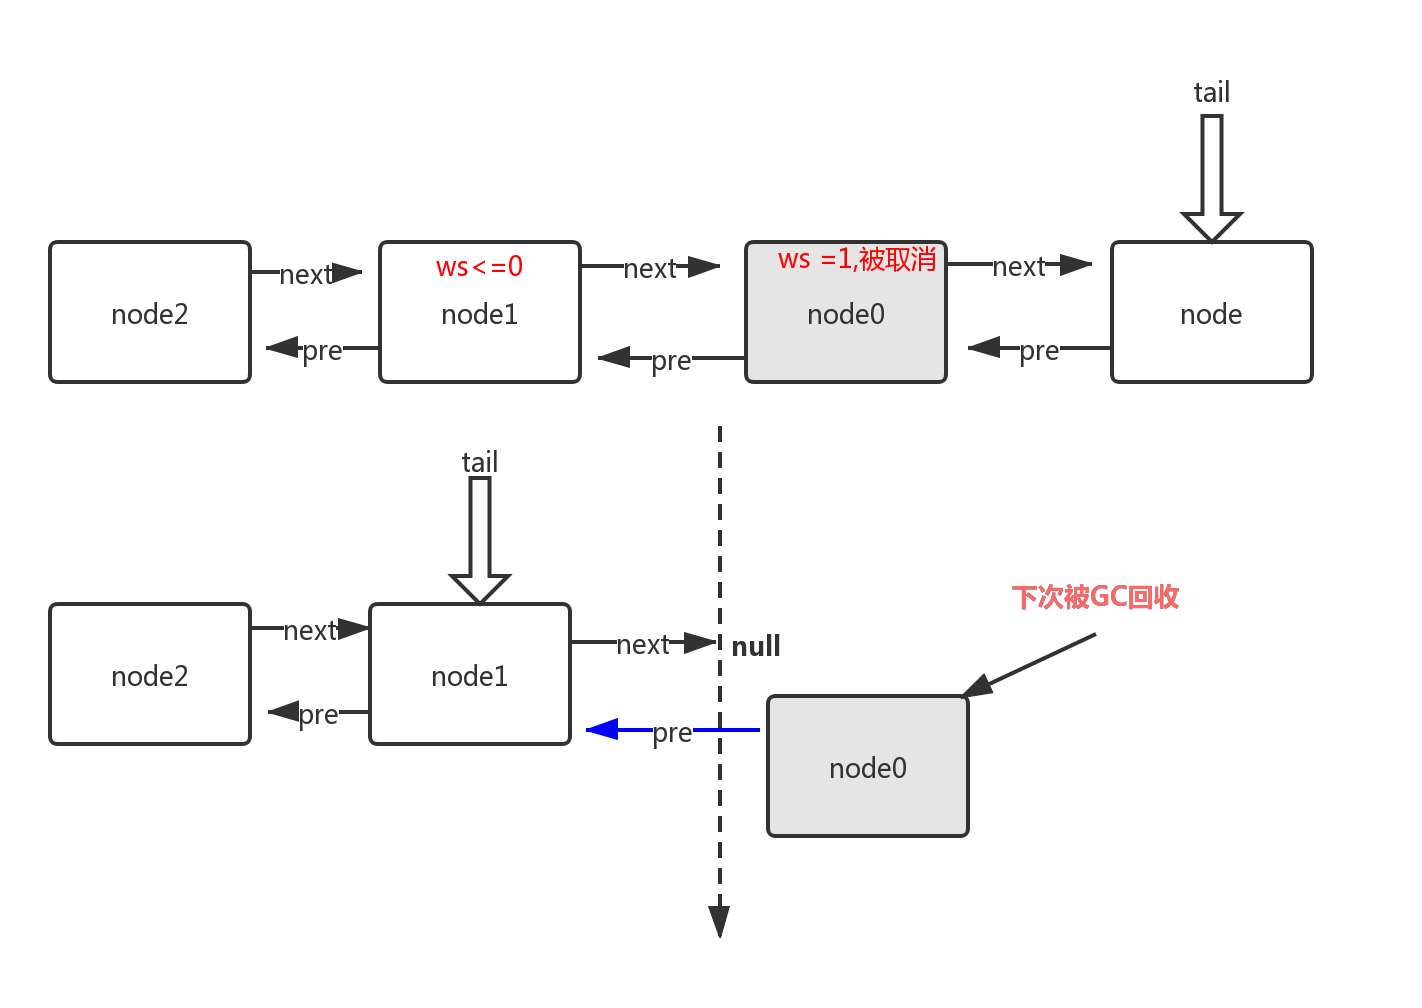 tail
ws<=0
ws =1,被取消
next
next
next
node2
node1
node0
node
pre
pre
pre
tail
下次被GC回收
next
next
null
node2
node1
pre
pre
node0